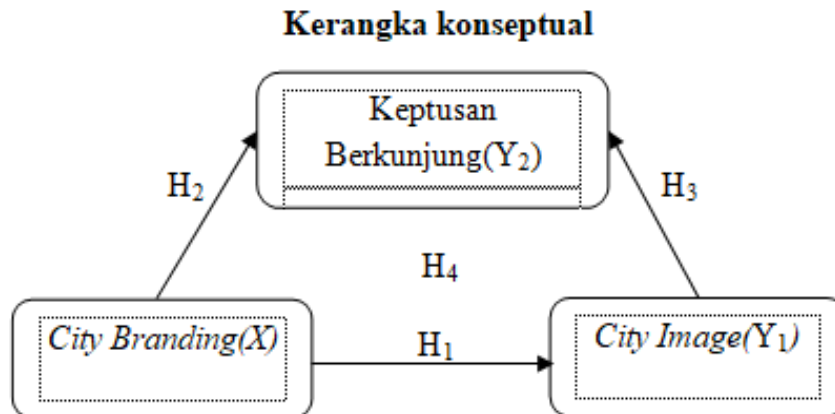 Kerangka konseptual
Keptusan
Berkunjung(Y₂)
H₂
H₃
H₄
City Branding(X)
H₁
City Image(Y₁)